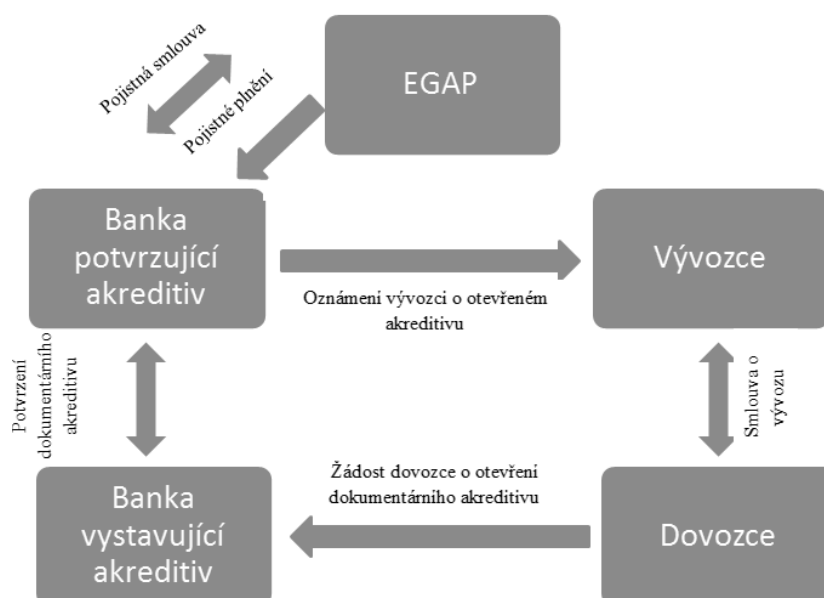 Pojistná smlouva
Pojistné plnění
EGAP
Banka
potvrzující
akreditiv
Vývozce
Oznámení vývozci o otevřeném
akreditivu
Potvrzení
dokumentárního
akreditivu
Smlouva o
vývozu
Žádost dovozce o otevření
dokumentárního akreditivu
Banka
vystavující
akreditiv
Dovozce